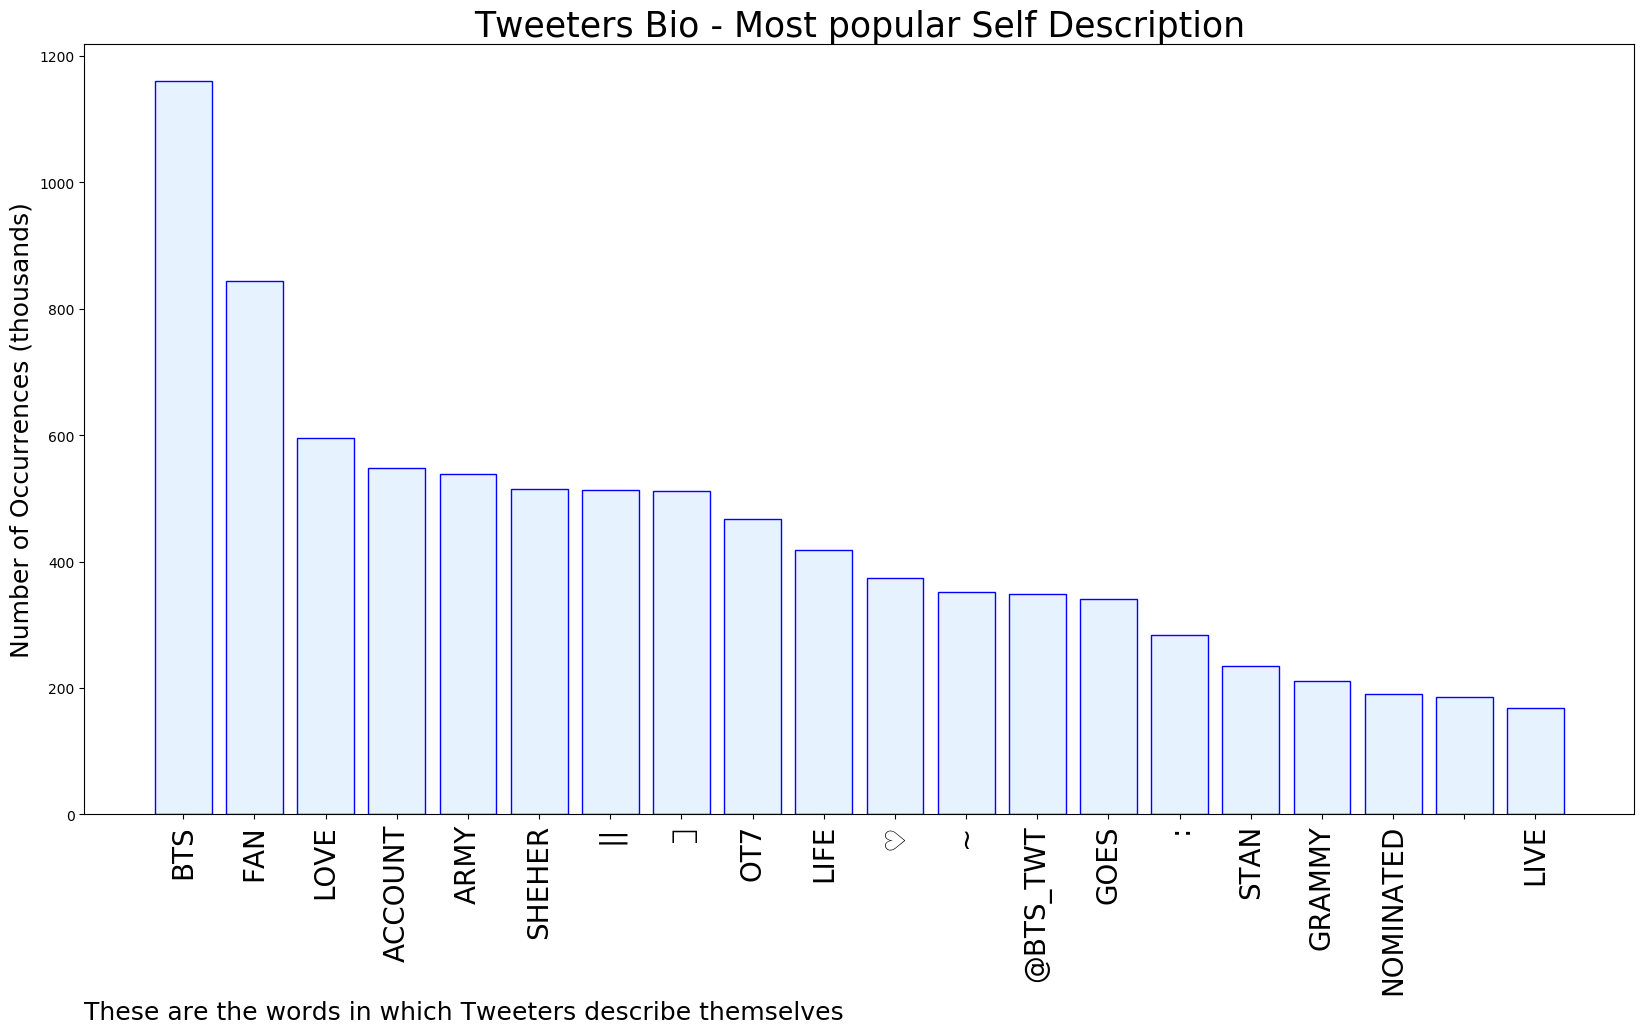 Tweeters Bio - Most popular Self Description
Number of Occurrences (thousands)
1200
1000
800
600
400
200
0
BTS
FAN
LOVE
ACCOUNT
ARMY
SHEHER
||
OT7
LIFE
♡
~
@BTS_TWT
GOES
:
STAN
GRAMMY
NOMINATED
LIVE
These are the words in which Tweeters describe themselves